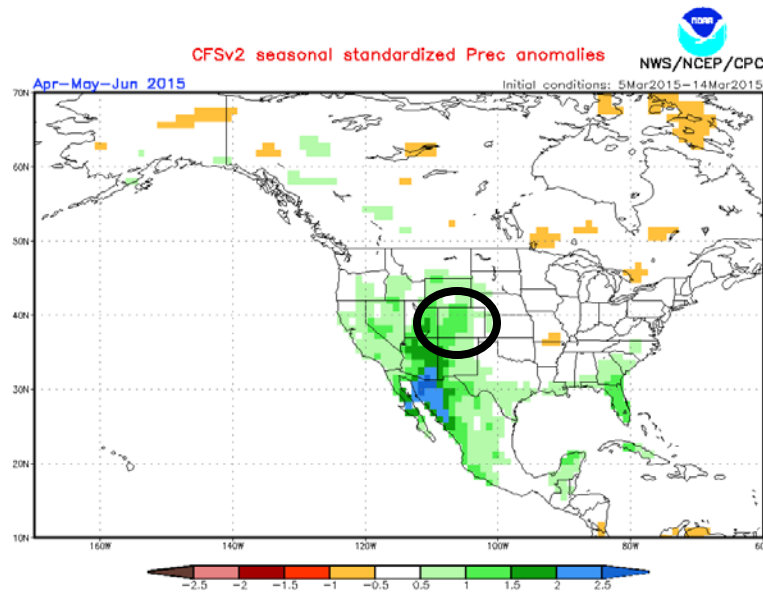 NOAA
CFSv2 seasonal standardized Prec anomalies
NWS/NCEP/CPC
Apr-May-Jun 2015
Initial conditions: 5Mar2015-14Mar2015
70N
60N
50N
40N
30N
20N
10N
160W 140W 120W 100W 80W 60
-2.5 -2 -1.5 -1 -0.5 0.5 1 1.5 2 2.5